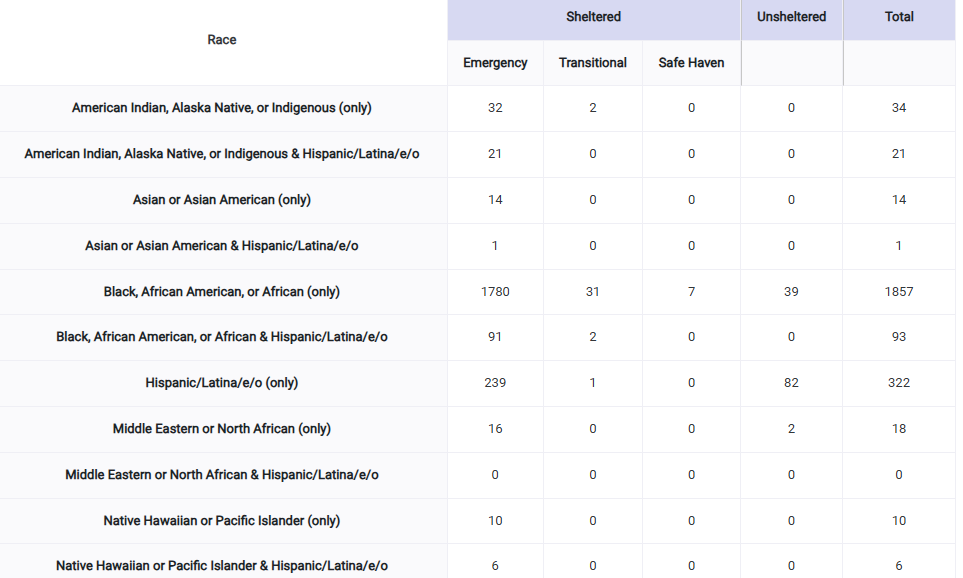 Race Sheltered Unsheltered Total
Emergency Transitional Safe Haven
American Indian, Alaska Native, or Indigenous (only) 32 2 0 0 34
American Indian, Alaska Native, or Indigenous & Hispanic/Latina/e/o 21 0 0 0 21
Asian or Asian American (only) 14 0 0 0 14
Asian or Asian American & Hispanic/Latina/e/o 1 0 0 0 1
Black, African American, or African (only) 1780 31 7 39 1857
Black, African American, or African & Hispanic/Latina/e/o 91 2 0 0 93
Hispanic/Latina/e/o (only) 239 1 0 82 322
Middle Eastern or North African (only) 16 0 0 2 18
Middle Eastern or North African & Hispanic/Latina/e/o 0 0 0 0 0
Native Hawaiian or Pacific Islander (only) 10 0 0 0 10
Native Hawaiian or Pacific Islander & Hispanic/Latina/e/o 6 0 0 0 6